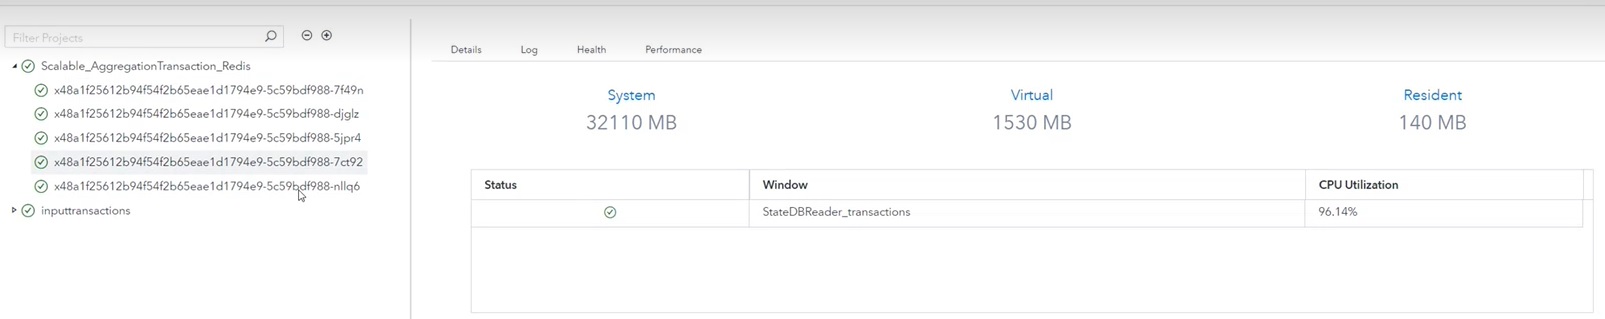 Filter Projects
Scalable_AggregationTransaction_Redis
x48a1f25612b94f54f2b65eae1d1794e9-5c59bdf988-7f49n
x48a1f25612b94f54f2b65eae1d1794e9-5c59bdf988-djglz
x48a1f25612b94f54f2b65eae1d1794e9-5c59bdf988-5jpr4
x48a1f25612b94f54f2b65eae1d1794e9-5c59bdf988-7ct92
x48a1f25612b94f54f2b65eae1d1794e9-5c59bdf988-nllq6
inputtransactions
Details Log Health Performance
System Virtual Resident
32110 MB 1530 MB 140 MB
Status Window CPU Utilization
StateDBReader_transactions 96.14%